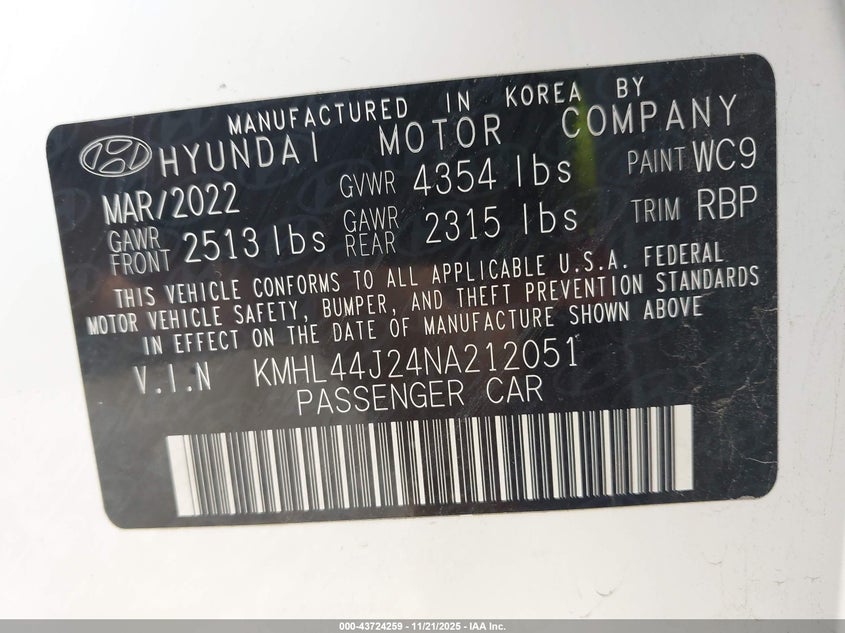 MANUFACTURED IN KOREA BY
HYUNDAI MOTOR COMPANY
MAR/2022 GVWR 4354 lbs PAINT WC9
GAWR FRONT 2513 lbs GAWR REAR 2315 lbs TRIM RBP
THIS VEHICLE CONFORMS TO ALL APPLICABLE U.S.A. FEDERAL
MOTOR VEHICLE SAFETY, BUMPER, AND THEFT PREVENTION STANDARDS
IN EFFECT ON THE DATE OF MANUFACTURE SHOWN ABOVE
V.I.N KMHL44J24NA212051
PASSENGER CAR
000-43724259 - 11/21/2025 - IAA Inc.